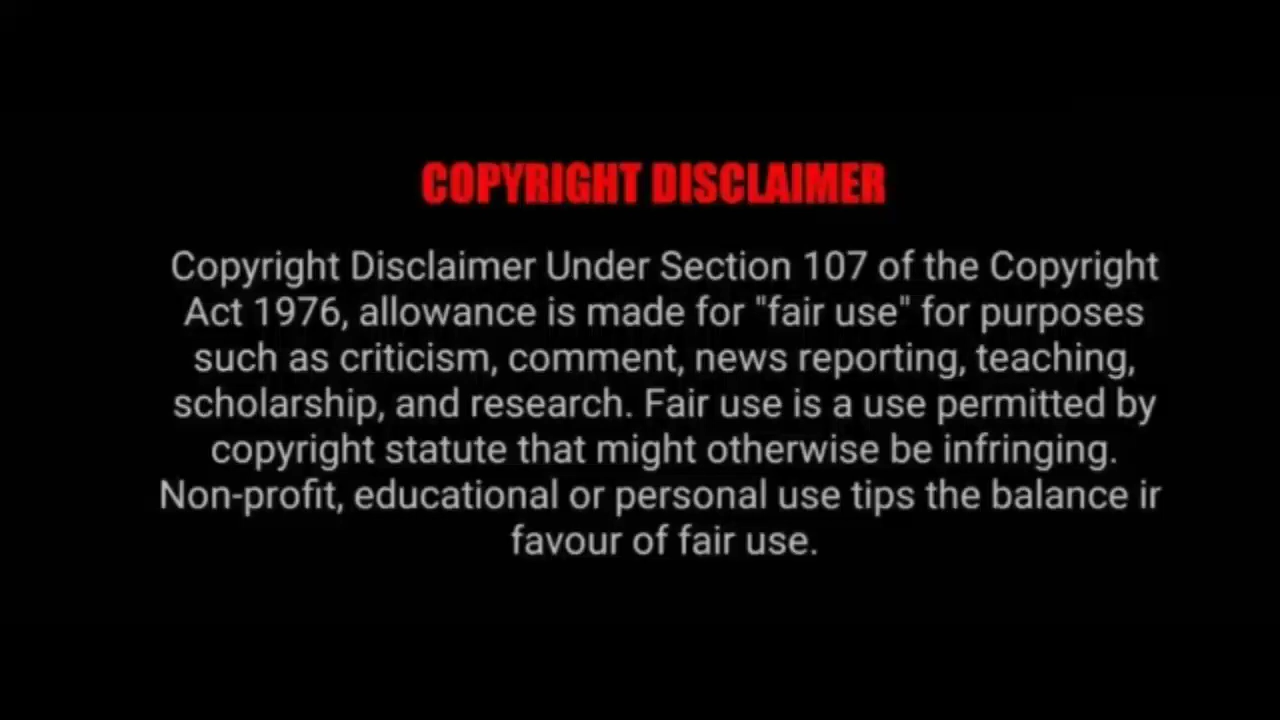 COPYRIGHT DISCLAIMER
Copyright Disclaimer Under Section 107 of the Copyright
Act 1976, allowance is made for "fair use" for purposes
such as criticism, comment, news reporting, teaching,
scholarship, and research. Fair use is a use permitted by
copyright statute that might otherwise be infringing.
Non-profit, educational or personal use tips the balance ir
favour of fair use.